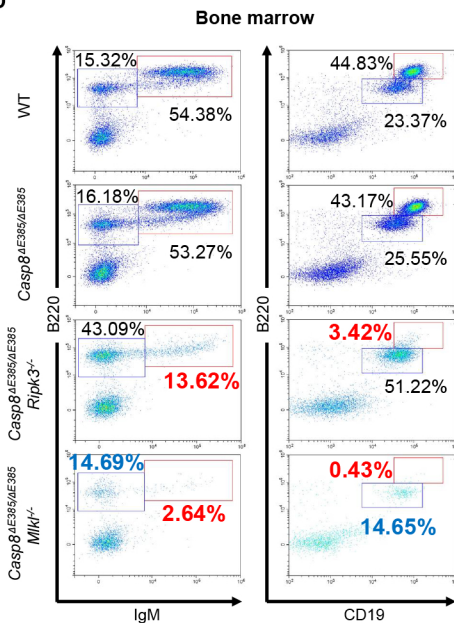 Bone marrow
WT
15.32%
54.38%
44.83%
23.37%
Casp8ΔE385/ΔE385
16.18%
53.27%
43.17%
25.55%
B220
B220
Casp8ΔE385/ΔE385
Ripk3-/-
43.09%
13.62%
3.42%
51.22%
Casp8ΔE385/ΔE385
Mlkl-/-
14.69%
2.64%
0.43%
14.65%
IgM
CD19